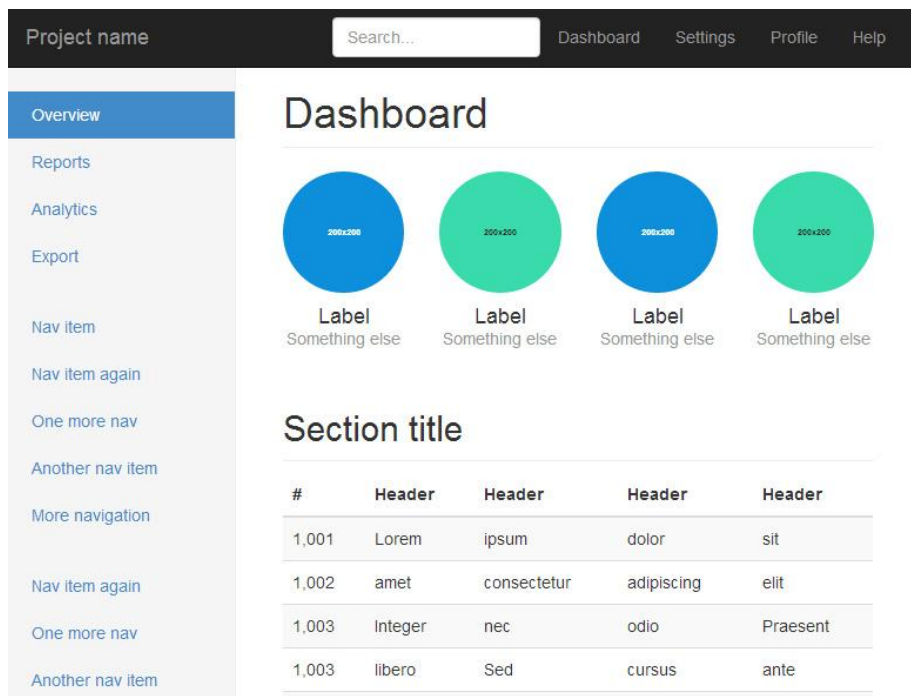 Project name Search... Dashboard Settings Profile Help
Overview
Reports
Analytics
Export
Nav item
Nav item again
One more nav
Another nav item
More navigation
Nav item again
One more nav
Another nav item
Dashboard
200x200 200x200 200x200 200x200
Label Label Label Label
Something else Something else Something else Something else
Section title
# Header Header Header Header
1,001 Lorem ipsum dolor sit
1,002 amet consectetur adipiscing elit
1,003 Integer nec odio Praesent
1,003 libero Sed cursus ante